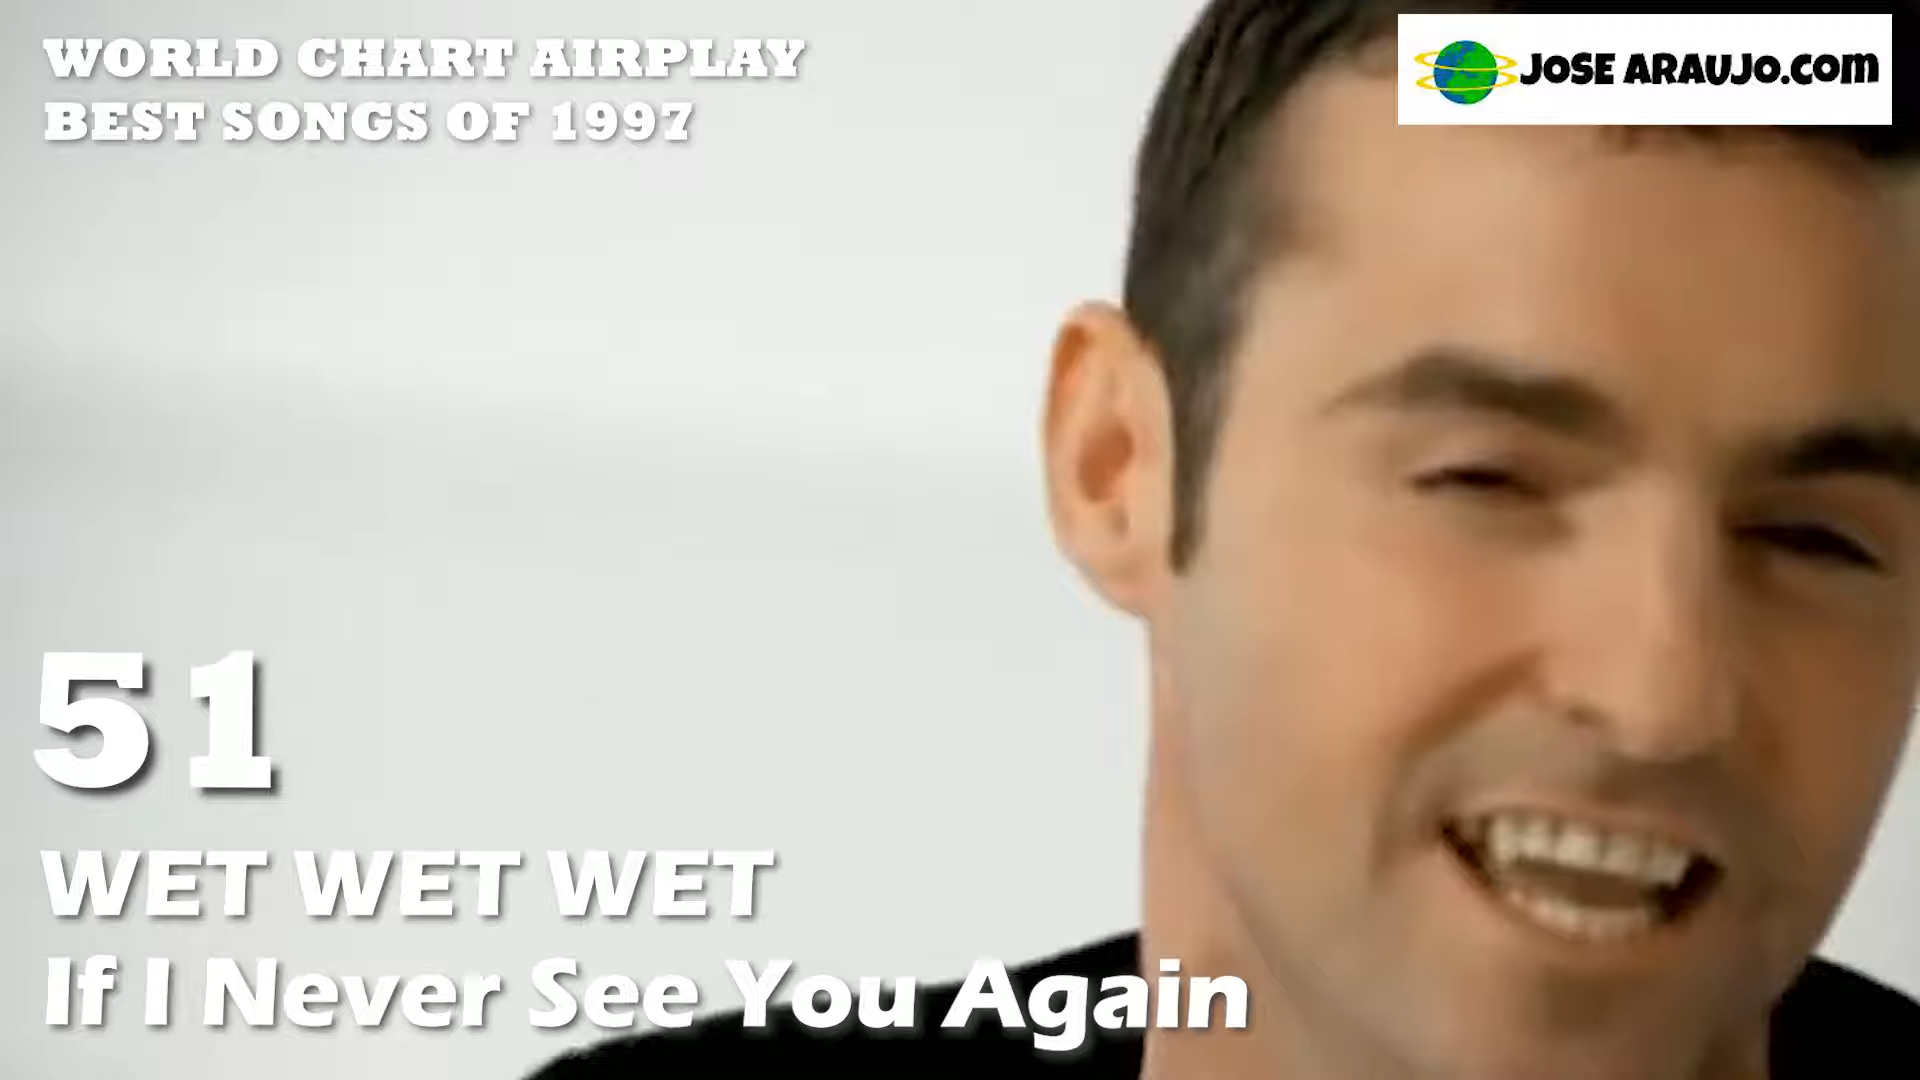 WORLD CHART AIRPLAY
BEST SONGS OF 1997
JOSE ARAUJO.com
51
WET WET WET
If I Never See You Again